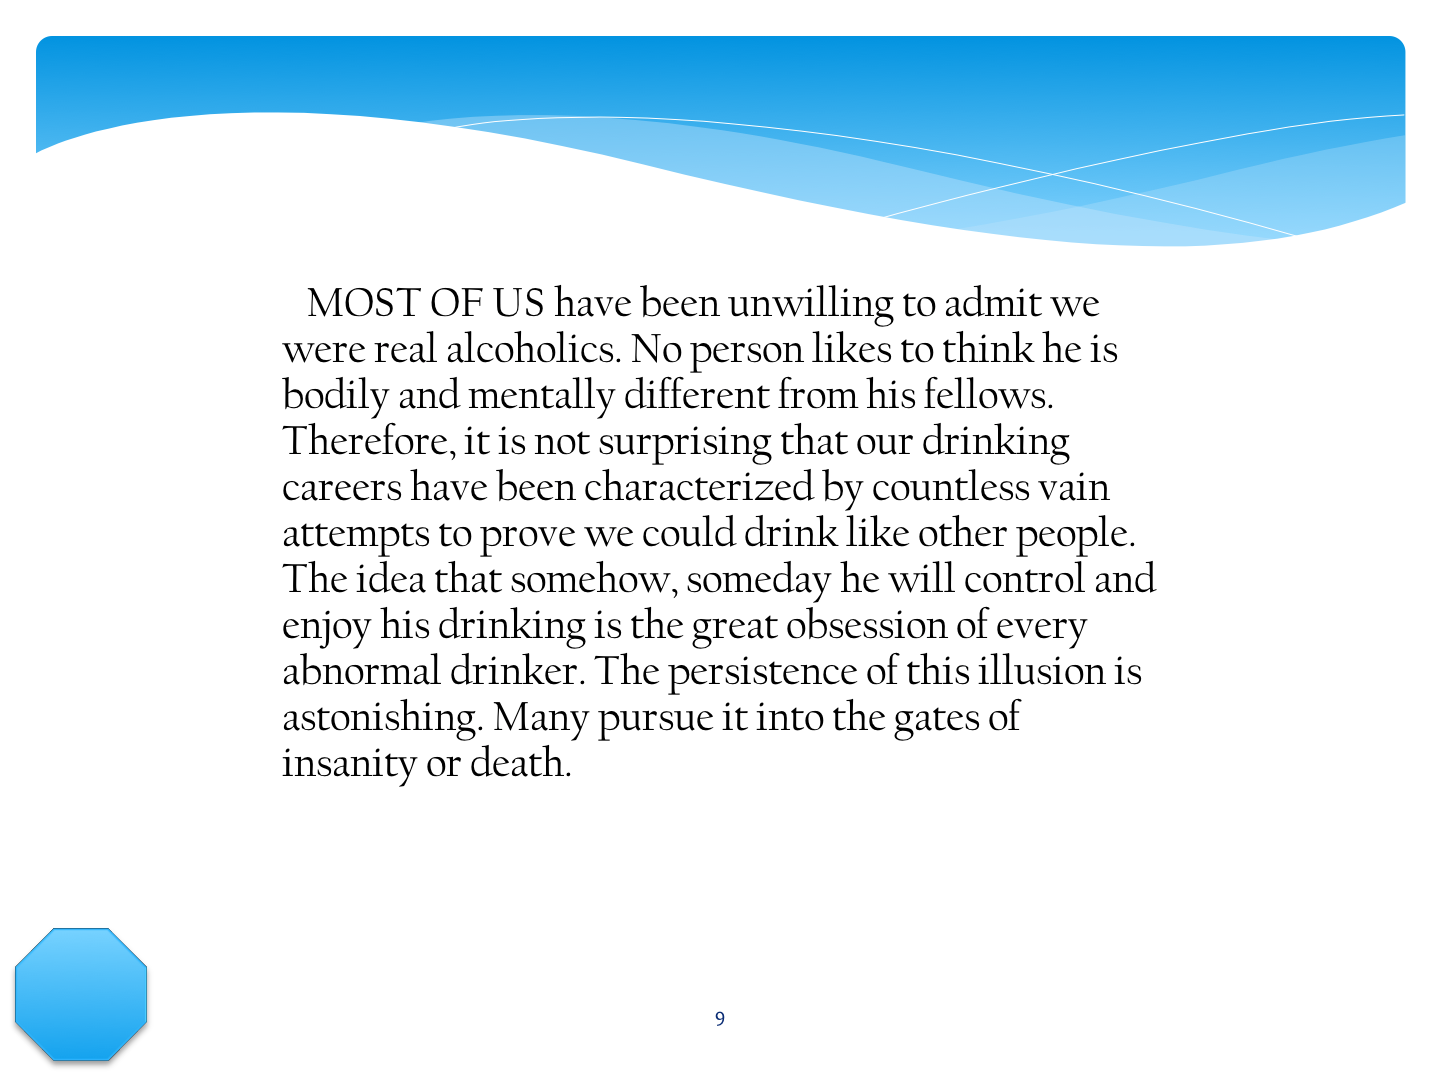 MOST OF US have been unwilling to admit we
were real alcoholics. No person likes to think he is
bodily and mentally different from his fellows.
Therefore, it is not surprising that our drinking
careers have been characterized by countless vain
attempts to prove we could drink like other people.
The idea that somehow, someday he will control and
enjoy his drinking is the great obsession of every
abnormal drinker. The persistence of this illusion is
astonishing. Many pursue it into the gates of
insanity or death.
9